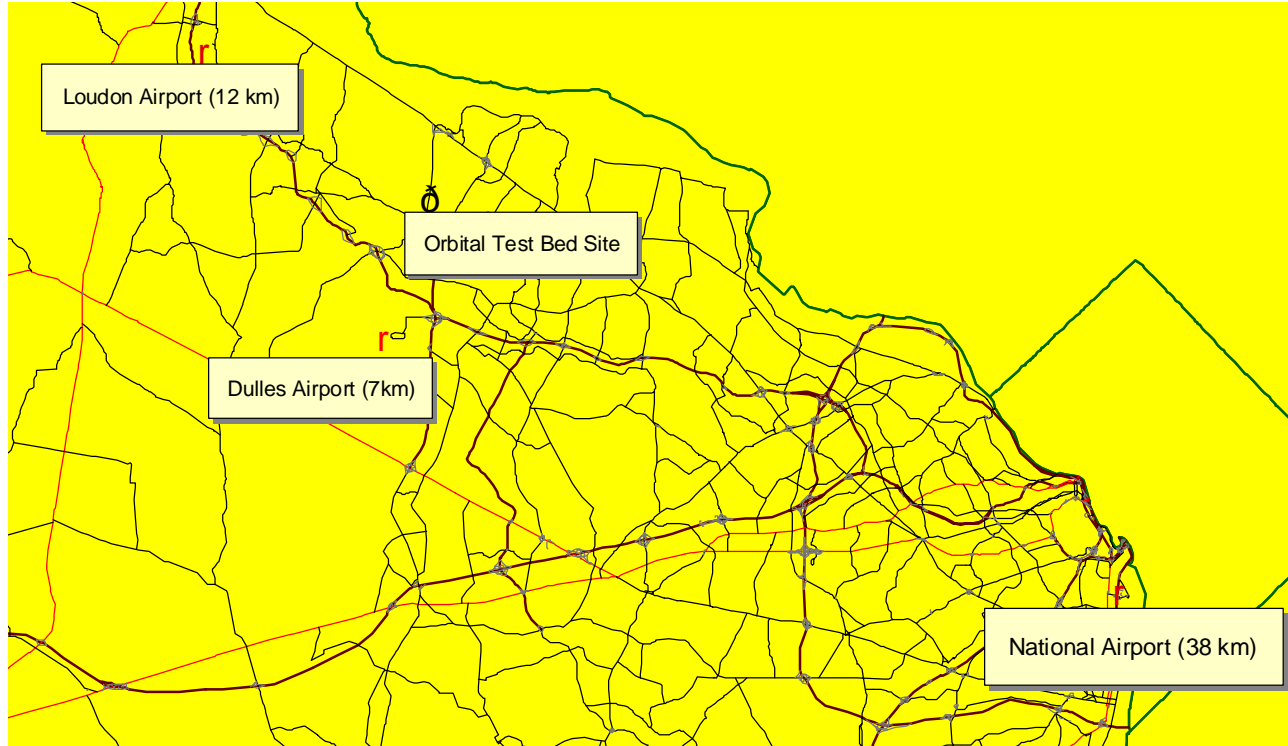 r
Loudon Airport (12 km)
ǒ
Orbital Test Bed Site
r
Dulles Airport (7km)
r
National Airport (38 km)